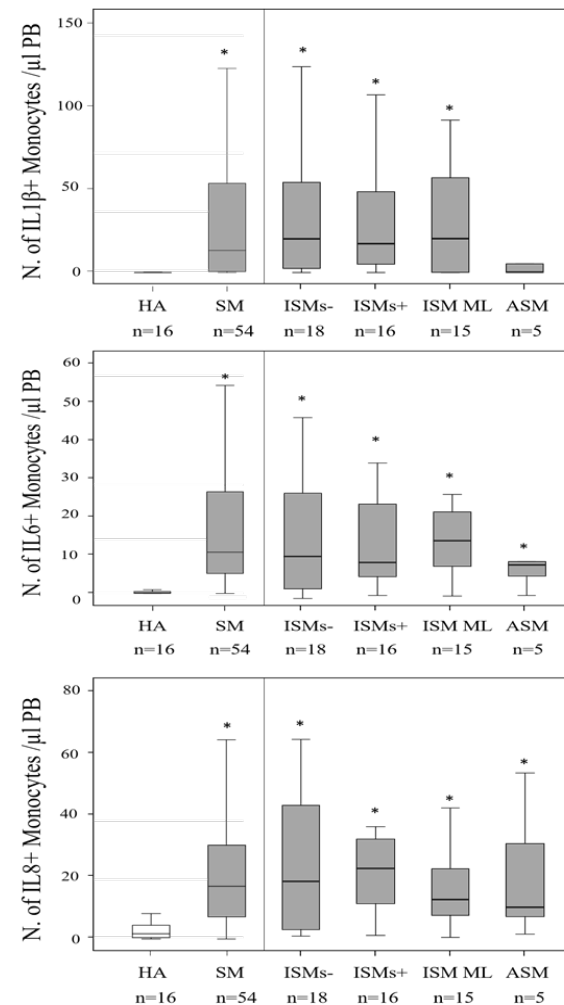 N. of IL1β+ Monocytes /µl PB
150
100
50
0
* * * *
HA SM ISMs- ISMs+ ISM ML ASM
n=16 n=54 n=18 n=16 n=15 n=5
N. of IL6+ Monocytes /µl PB
60
50
40
30
20
10
0
* * * * *
HA SM ISMs- ISMs+ ISM ML ASM
n=16 n=54 n=18 n=16 n=15 n=5
N. of IL8+ Monocytes /µl PB
80
60
40
20
0
* * * * *
HA SM ISMs- ISMs+ ISM ML ASM
n=16 n=54 n=18 n=16 n=15 n=5